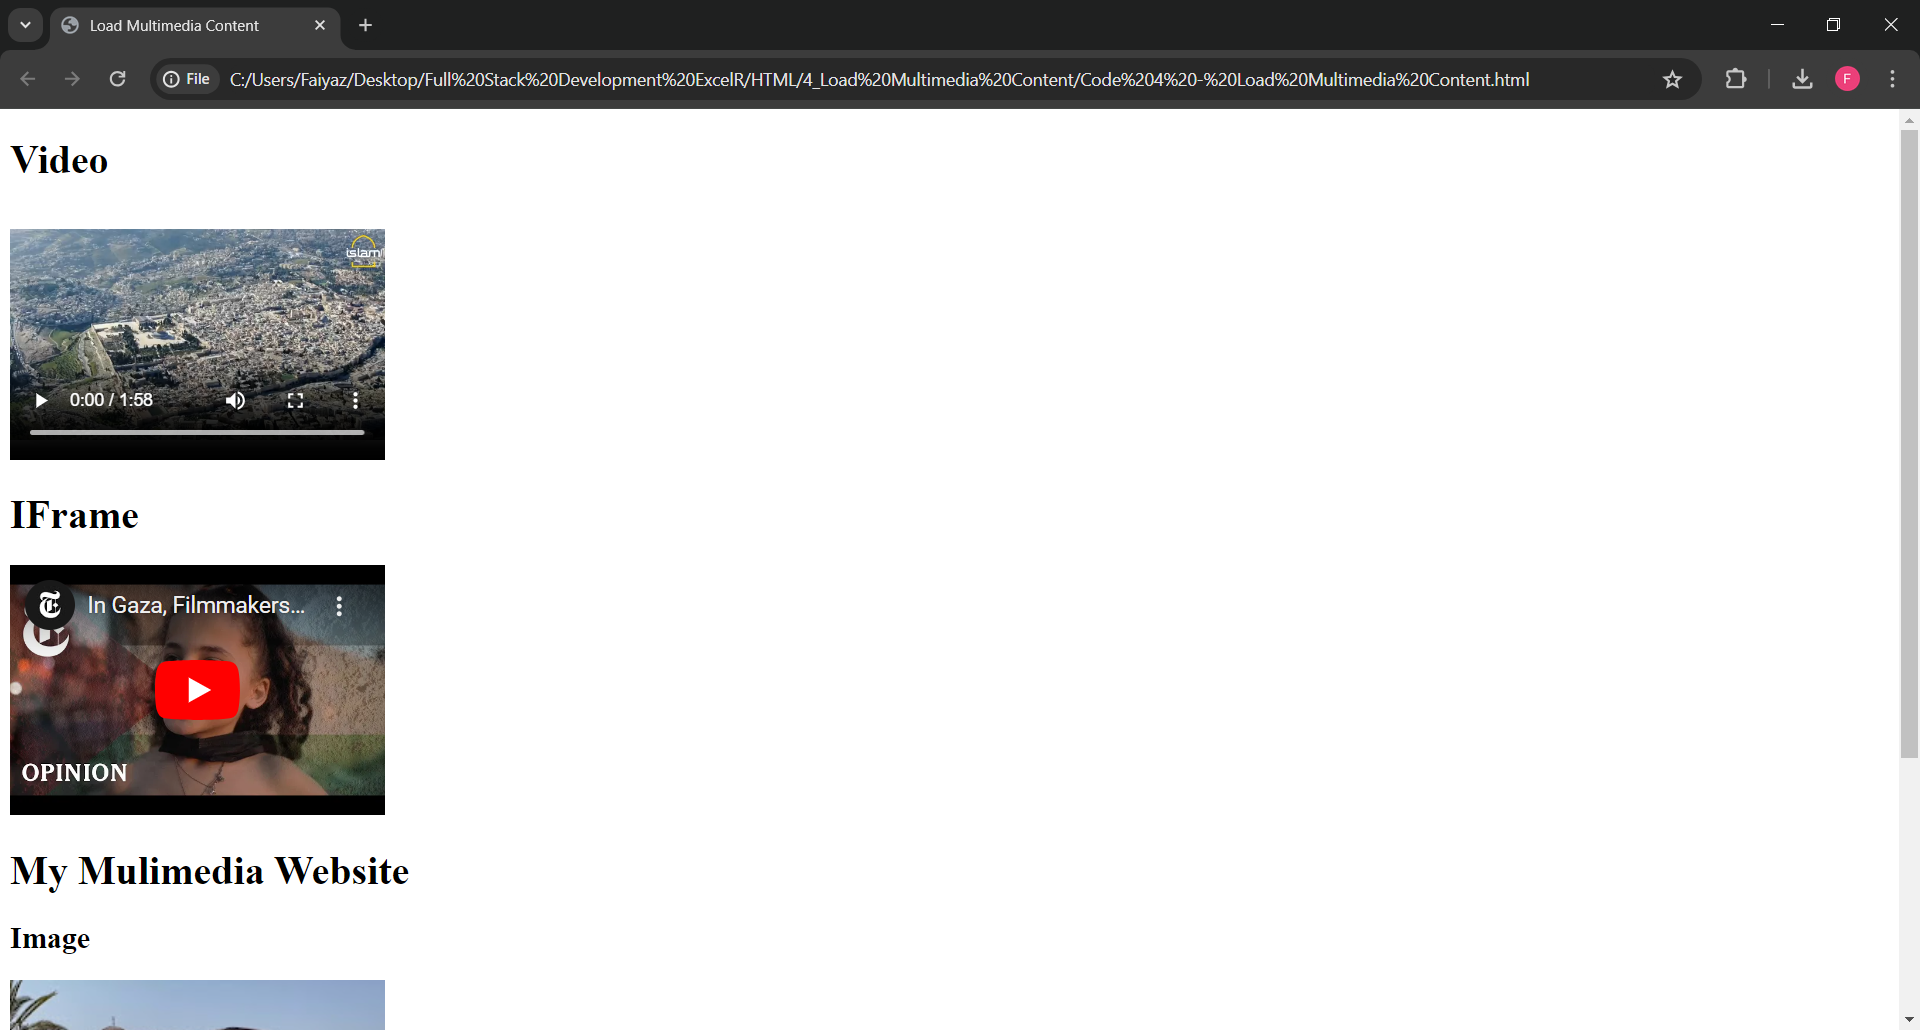 Load Multimedia Content
File
C:/Users/Faiyaz/Desktop/Full%20Stack%20Development%20ExcelR/HTML/4_Load%20Multimedia%20Content/Code%204%20-%20Load%20Multimedia%20Content.html
F
Video
islam
0:00 / 1:58
IFrame
In Gaza, Filmmakers...
OPINION
My Mulimedia Website
Image